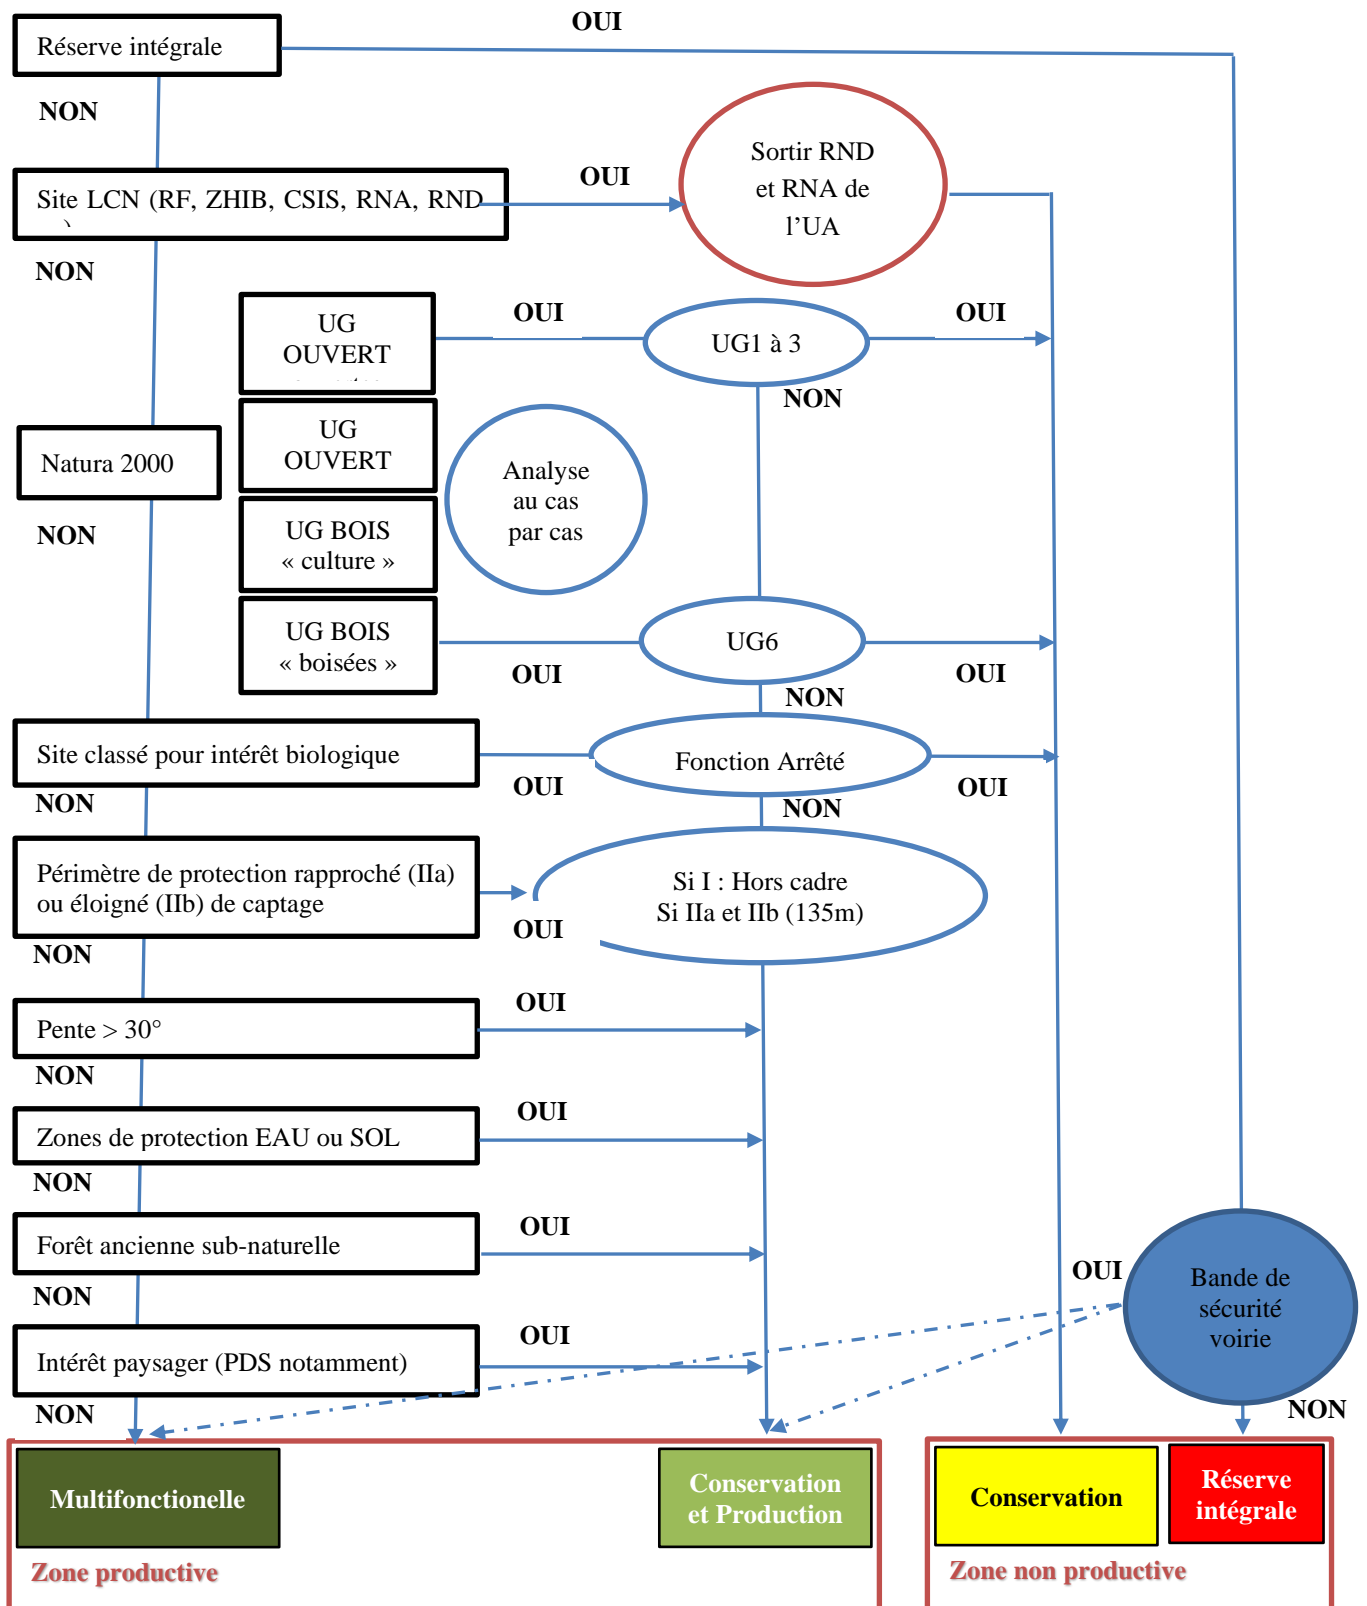 OUI
Réserve intégrale
NON
Sortir RND
et RNA de
l'UA
OUI
Site LCN (RF, ZHIB, CSIS, RNA, RND
NON
UG
OUVERT
OUI
UG1 à 3
OUI
NON
UG
OUVERT
Natura 2000
NON
Analyse
au cas
par cas
UG BOIS
« culture »
UG BOIS
« boisées »
OUI
UG6
OUI
NON
Site classé pour intérêt biologique
NON
OUI
Fonction Arrêté
OUI
NON
Périmètre de protection rapproché (IIa)
ou éloigné (IIb) de captage
NON
OUI
Si I : Hors cadre
Si IIa et IIb (135m)
Pente > 30°
OUI
NON
Zones de protection EAU ou SOL
OUI
NON
Forêt ancienne sub-naturelle
OUI
NON
OUI
Bande de
sécurité
voirie
NON
Intérêt paysager (PDS notamment)
OUI
NON
Multifonctionelle
Conservation
et Production
Conservation
Réserve
intégrale
Zone productive
Zone non productive